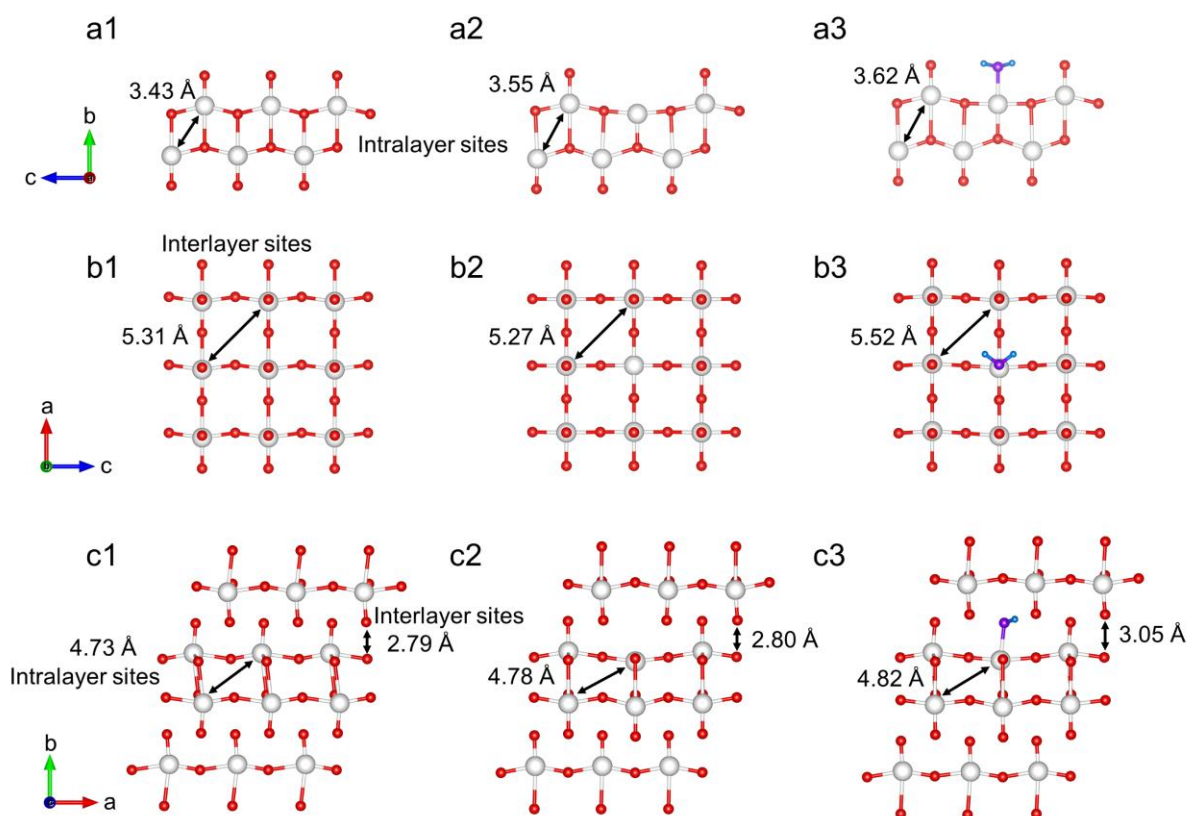 a1
a2
a3
3.43 Å
3.55 Å
3.62 Å
Intralayer sites
b
c
Interlayer sites
b1
b2
b3
5.31 Å
5.27 Å
5.52 Å
a
c
c1
c2
c3
Interlayer sites
4.73 Å
2.79 Å
2.80 Å
3.05 Å
Intralayer sites
4.78 Å
4.82 Å
b
a